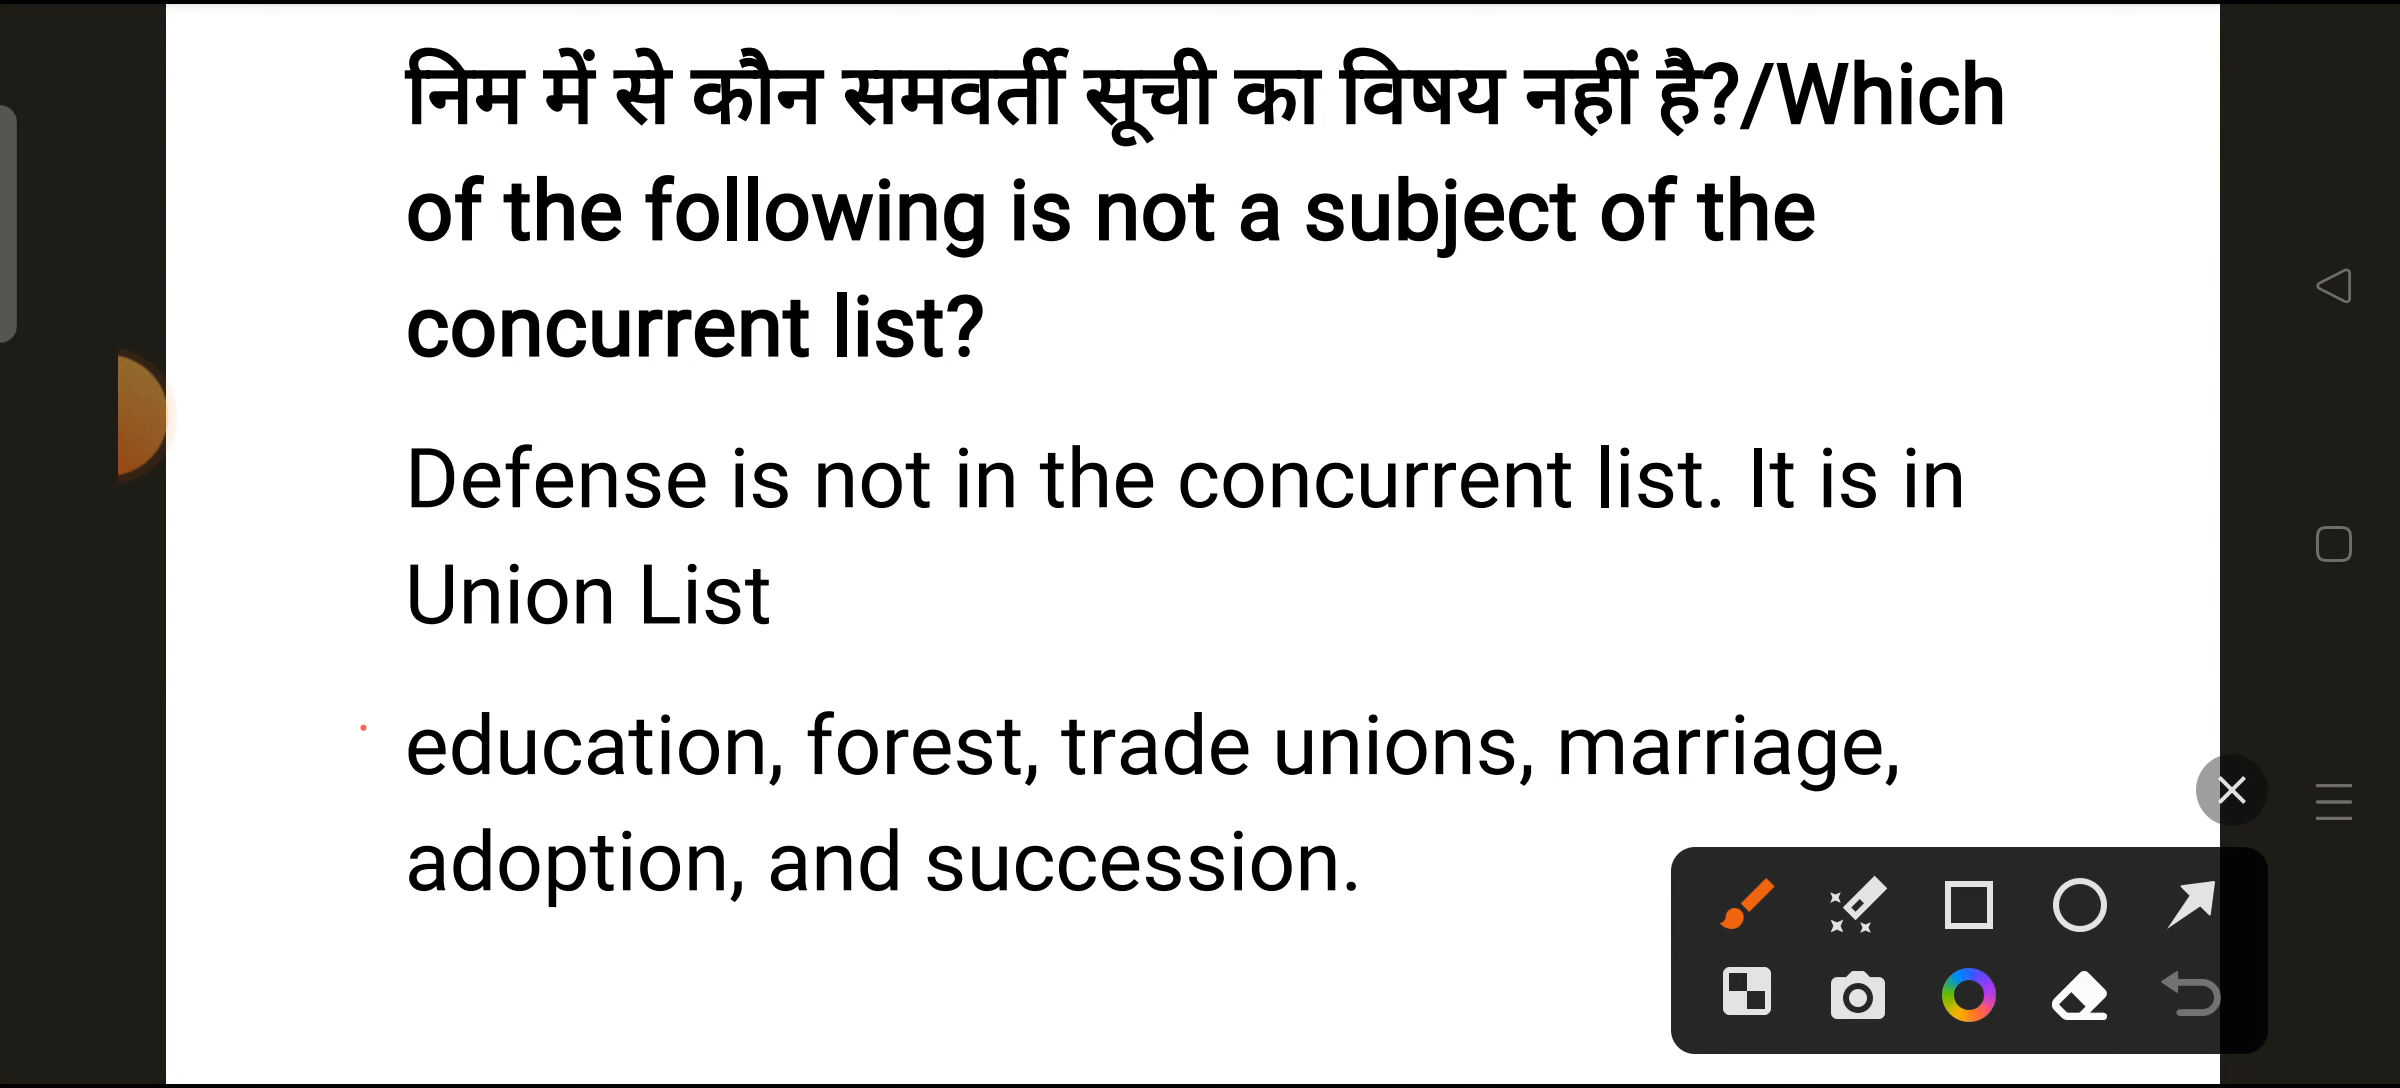 निम में से कौन समवर्ती सूची का विषय नहीं है?/Which
of the following is not a subject of the
concurrent list?
Defense is not in the concurrent list. It is in
Union List
education, forest, trade unions, marriage,
adoption, and succession.